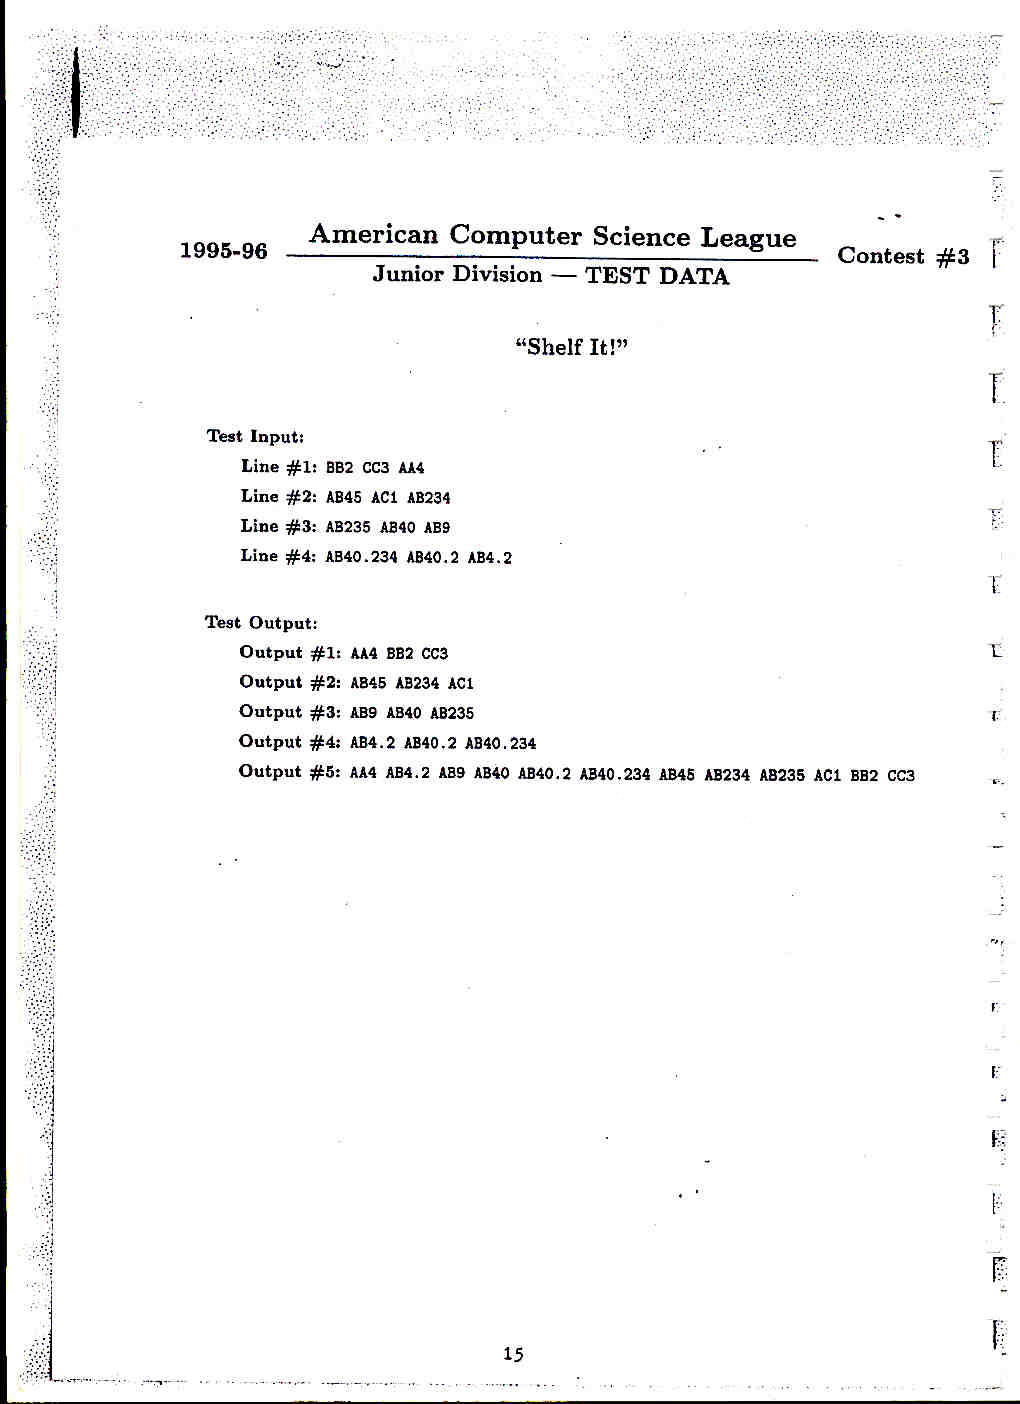 1995-96 American Computer Science League Contest #3
Junior Division — TEST DATA
“Shelf It!”
Test Input:
Line #1: BB2 CC3 AA4
Line #2: AB45 AC1 AB234
Line #3: AB235 AB40 AB9
Line #4: AB40.234 AB40.2 AB4.2
Test Output:
Output #1: AA4 BB2 CC3
Output #2: AB45 AB234 AC1
Output #3: AB9 AB40 AB235
Output #4: AB4.2 AB40.2 AB40.234
Output #5: AA4 AB4.2 AB9 AB40 AB40.2 AB40.234 AB45 AB234 AB235 AC1 BB2 CC3
15